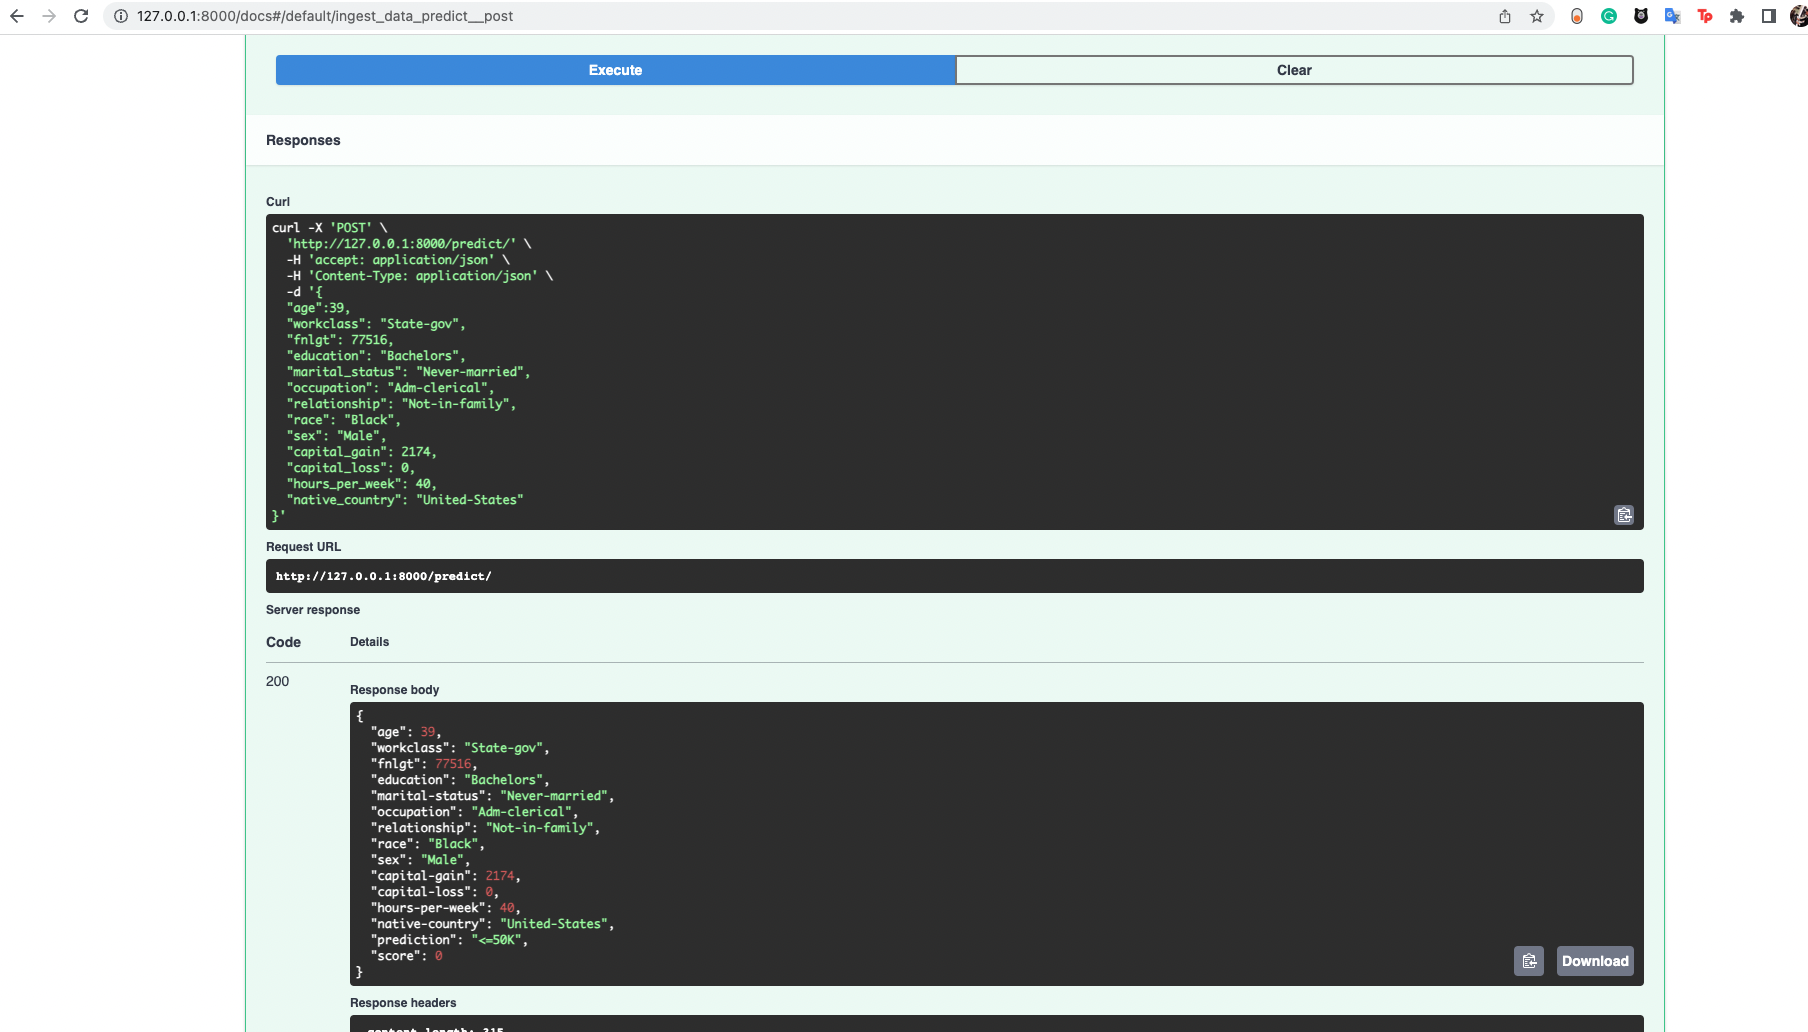 127.0.0.1:8000/docs#/default/ingest_data_predict__post
Tp
Execute
Clear
Responses
Curl
curl -X 'POST' \
'http://127.0.0.1:8000/predict/' \
-H 'accept: application/json' \
-H 'Content-Type: application/json' \
-d '{
"age":39,
"workclass": "State-gov",
"fnlgt": 77516,
"education": "Bachelors",
"marital_status": "Never-married",
"occupation": "Adm-clerical",
"relationship": "Not-in-family",
"race": "Black",
"sex": "Male",
"capital_gain": 2174,
"capital_loss": 0,
"hours_per_week": 40,
"native_country": "United-States"
}'
Request URL
http://127.0.0.1:8000/predict/
Server response
Code Details
200
Response body
{
"age": 39,
"workclass": "State-gov",
"fnlgt": 77516,
"education": "Bachelors",
"marital-status": "Never-married",
"occupation": "Adm-clerical",
"relationship": "Not-in-family",
"race": "Black",
"sex": "Male",
"capital-gain": 2174,
"capital-loss": 0,
"hours-per-week": 40,
"native-country": "United-States",
"prediction": "<=50K",
"score": 0
}
Download
Response headers
content-length: 315